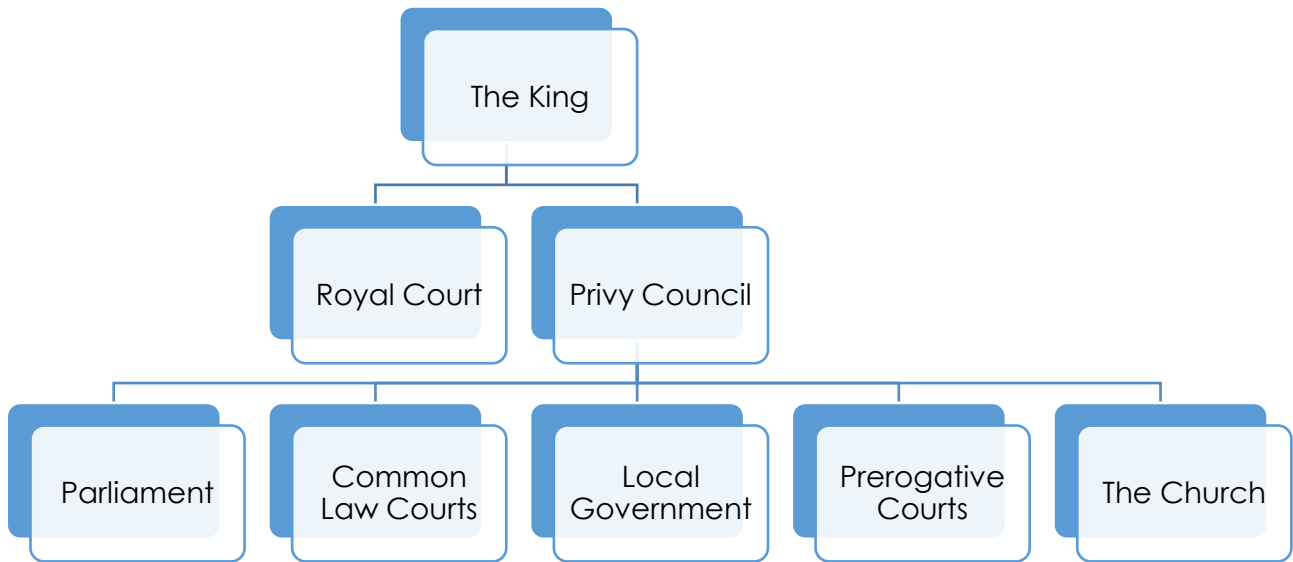 The King
Royal Court
Privy Council
Parliament
Common
Law Courts
Local
Government
Prerogative
Courts
The Church